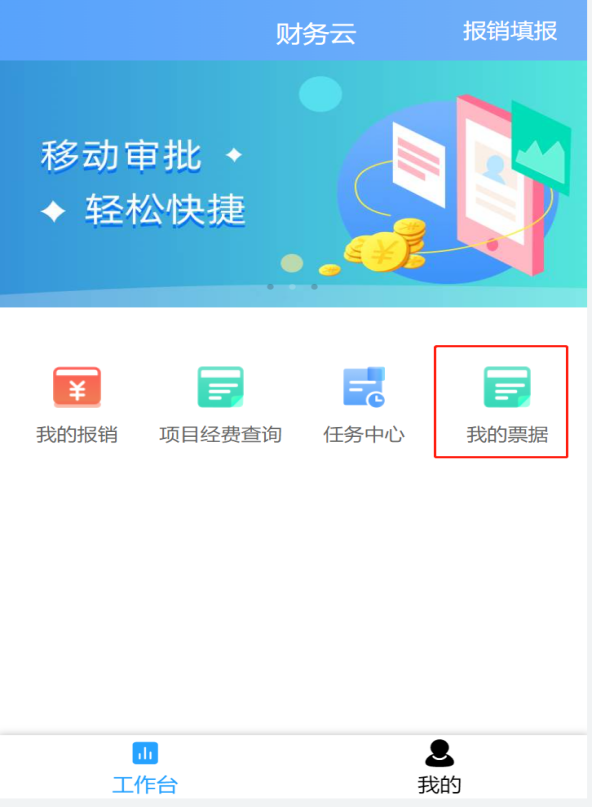 财务云 报销填报
移动审批
轻松快捷
我的报销 项目经费查询 任务中心 我的票据
工作台 我的